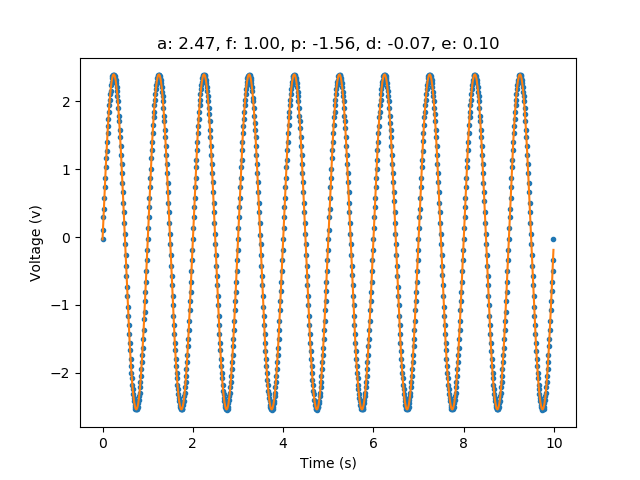 a: 2.47, f: 1.00, p: -1.56, d: -0.07, e: 0.10
2
1
0
−1
−2
Voltage (v)
0 2 4 6 8 10
Time (s)